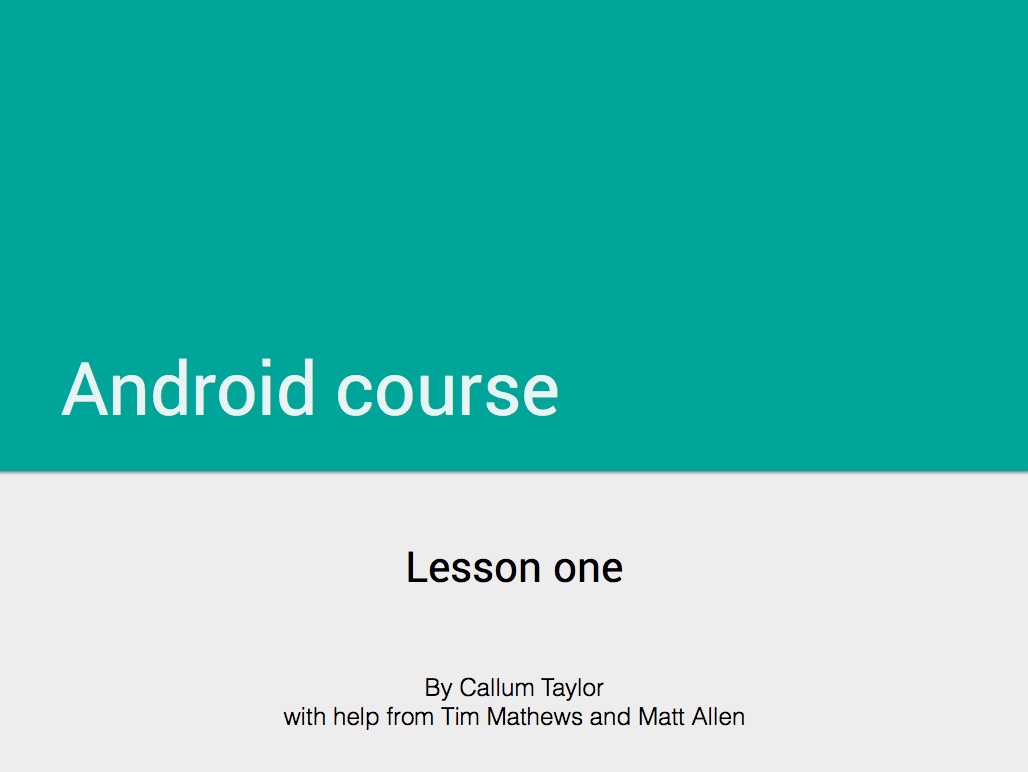 Android course
Lesson one
By Callum Taylor
with help from Tim Mathews and Matt Allen